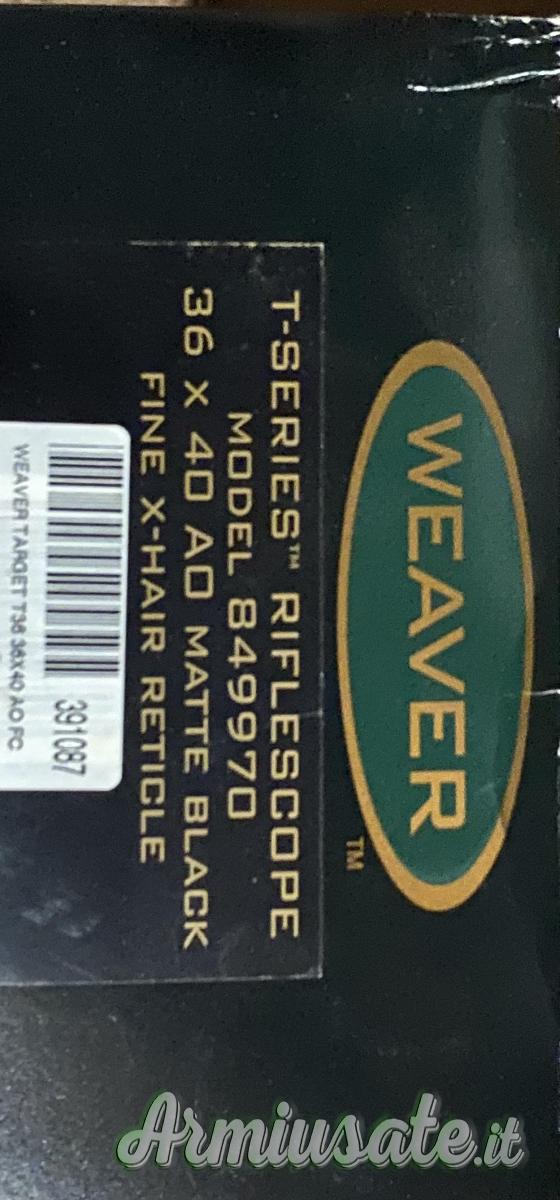 WEAVER
TM
T-SERIES™ RIFLESCOPE
MODEL 849970
36 X 40 AO MATTE BLACK
FINE X-HAIR RETICLE
391087
WEAVER TARGET T36 36X40 AO FC
Armiusate.it